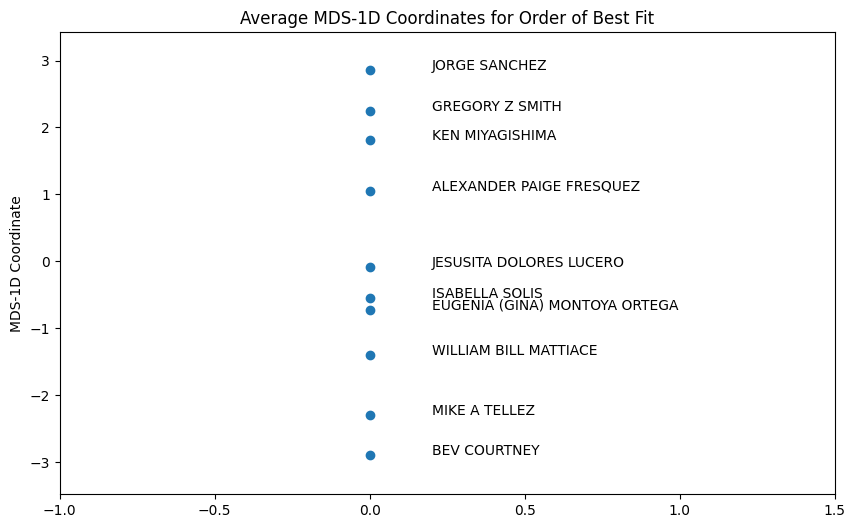 Average MDS-1D Coordinates for Order of Best Fit
MDS-1D Coordinate
3
2
1
0
−1
−2
−3
JORGE SANCHEZ
GREGORY Z SMITH
KEN MIYAGISHIMA
ALEXANDER PAIGE FRESQUEZ
JESUSITA DOLORES LUCERO
ISABELLA SOLIS
EUGENIA (GINA) MONTOYA ORTEGA
WILLIAM BILL MATTIACE
MIKE A TELLEZ
BEV COURTNEY
−1.0 −0.5 0.0 0.5 1.0 1.5